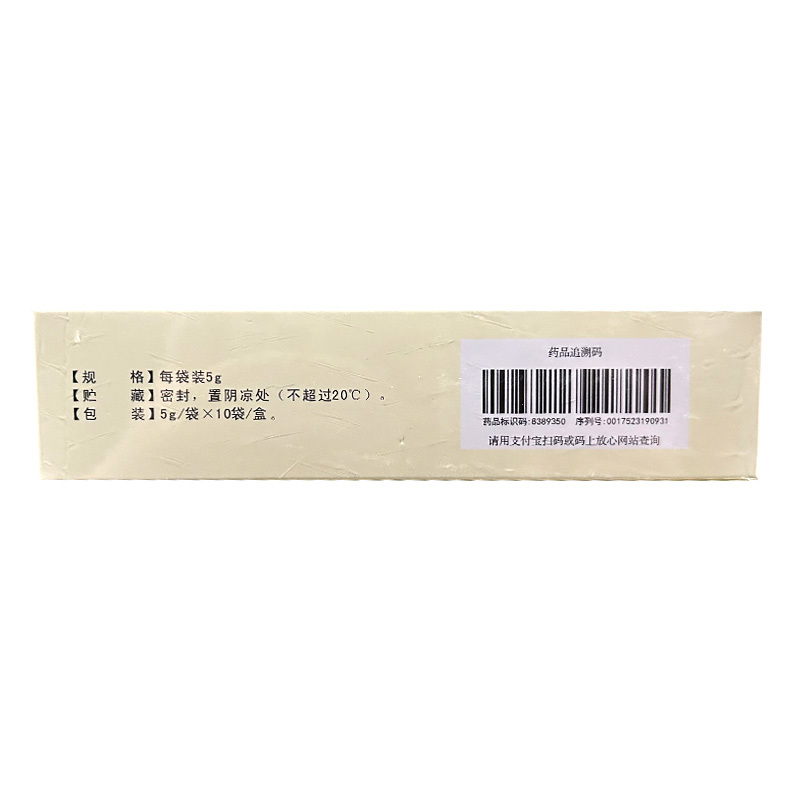 【规　　格】每袋装5g
【贮　　藏】密封，置阴凉处（不超过20℃）。
【包　　装】5g/袋×10袋/盒。
药品追溯码
药品标识码:8389350 序列号:0017523190931
请用支付宝扫码或码上放心网站查询